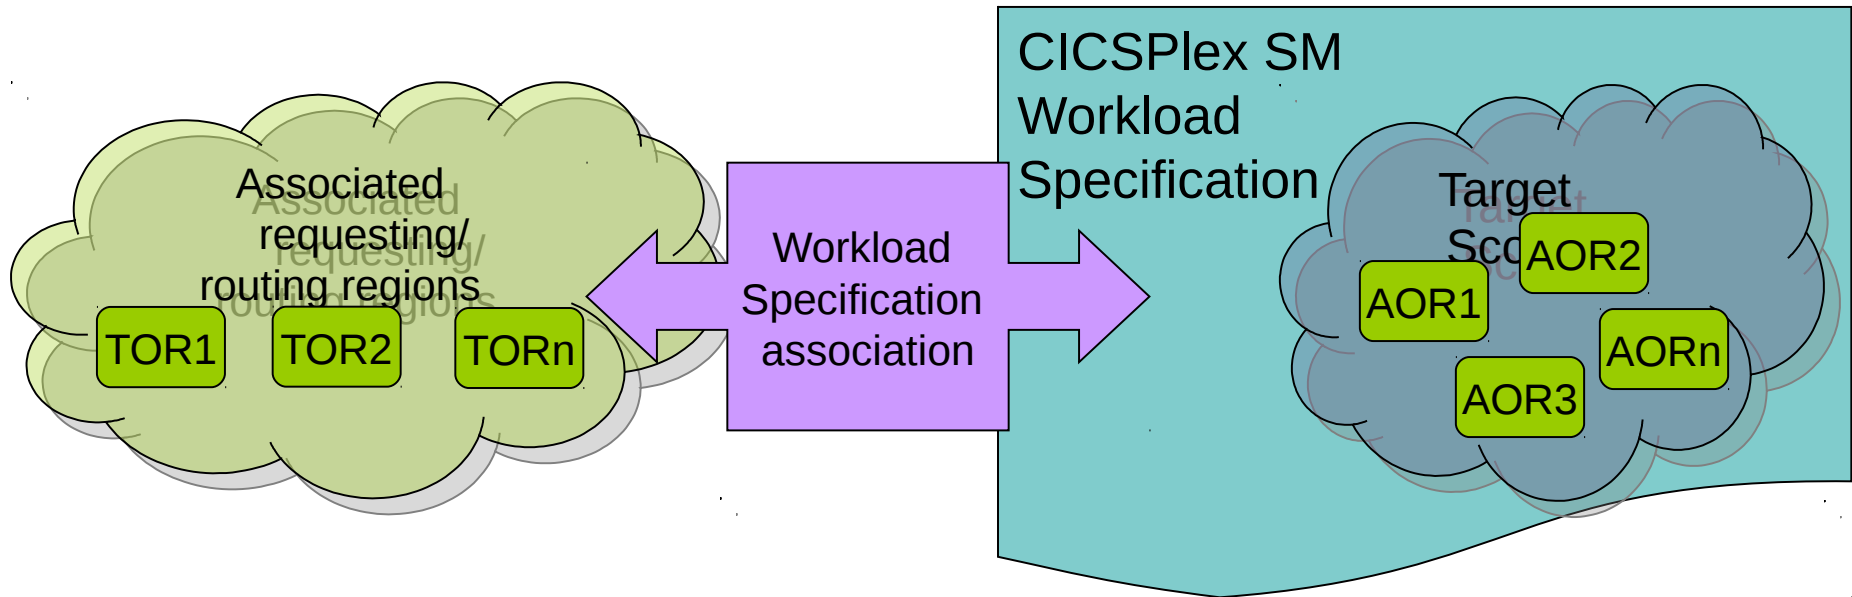 Associated
requesting/
routing regions
TOR1
TOR2
TORn
Workload
Specification
association
CICSPlex SM
Workload
Specification
Target
AOR2
AOR1
AORn
AOR3